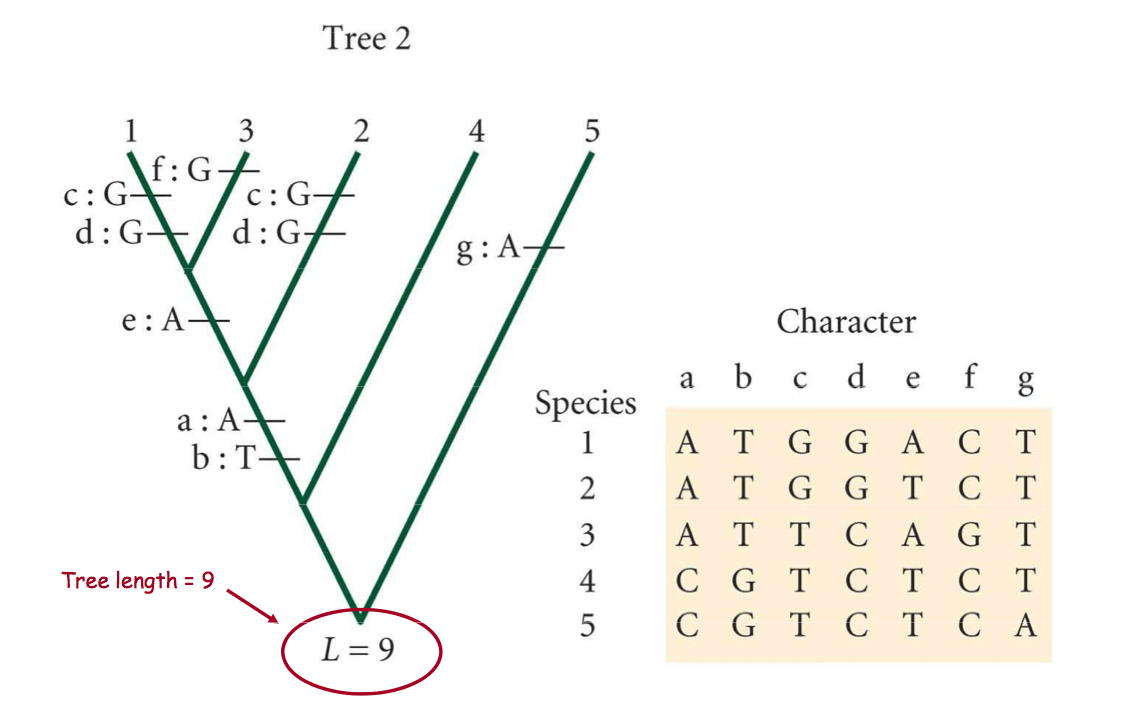 Tree 2
1 3 2 4 5
f : G
c : G c : G
d : G d : G
g : A
e : A
a : A
b : T
Tree length = 9
L = 9
Character
a b c d e f g
Species
1 A T G G A C T
2 A T G G T C T
3 A T T C A G T
4 C G T C T C T
5 C G T C T C A